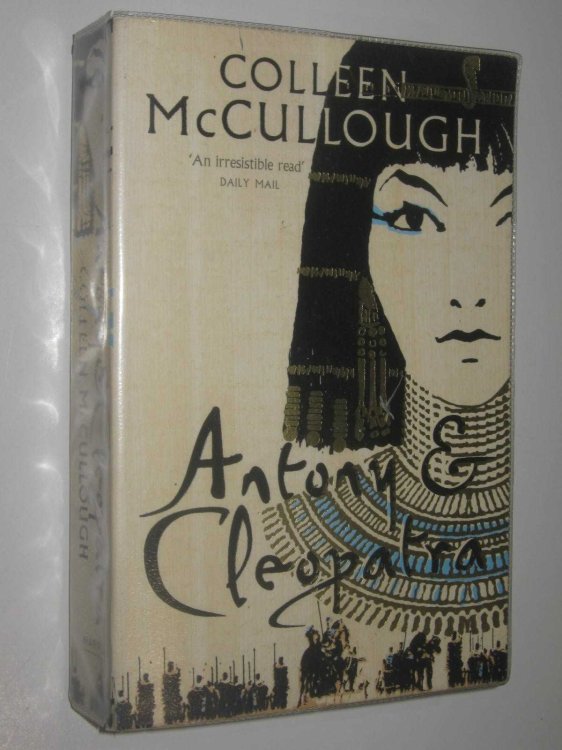 COLLEEN
McCULLOUGH
'An irresistible read'
DAILY MAIL
Antony &
Cleopatra
COLLEEN McCULLOUGH